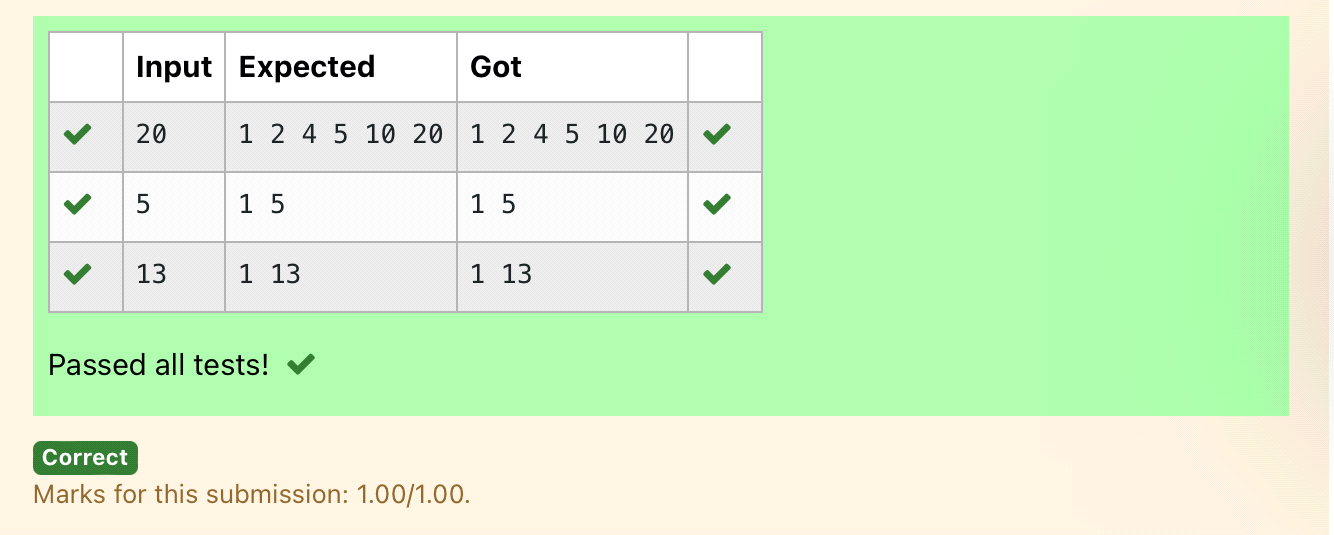 Input Expected Got
20 1 2 4 5 10 20 1 2 4 5 10 20
5 1 5 1 5
13 1 13 1 13
Passed all tests!
Correct
Marks for this submission: 1.00/1.00.